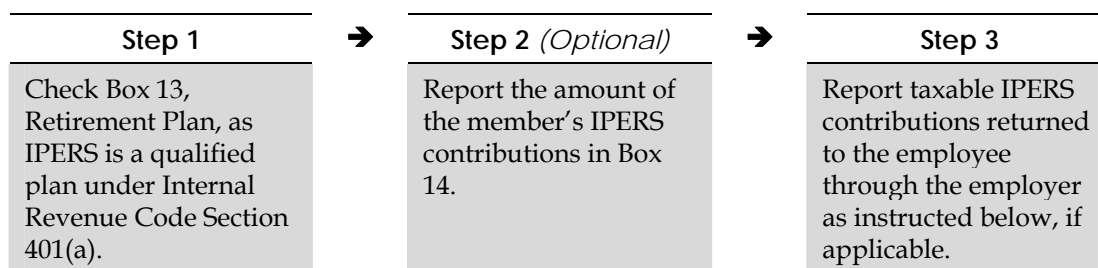 Step 1
➔
Step 2 (Optional)
➔
Step 3
Check Box 13,
Retirement Plan, as
IPERS is a qualified
plan under Internal
Revenue Code Section
401(a).
Report the amount of
the member’s IPERS
contributions in Box
14.
Report taxable IPERS
contributions returned
to the employee
through the employer
as instructed below, if
applicable.